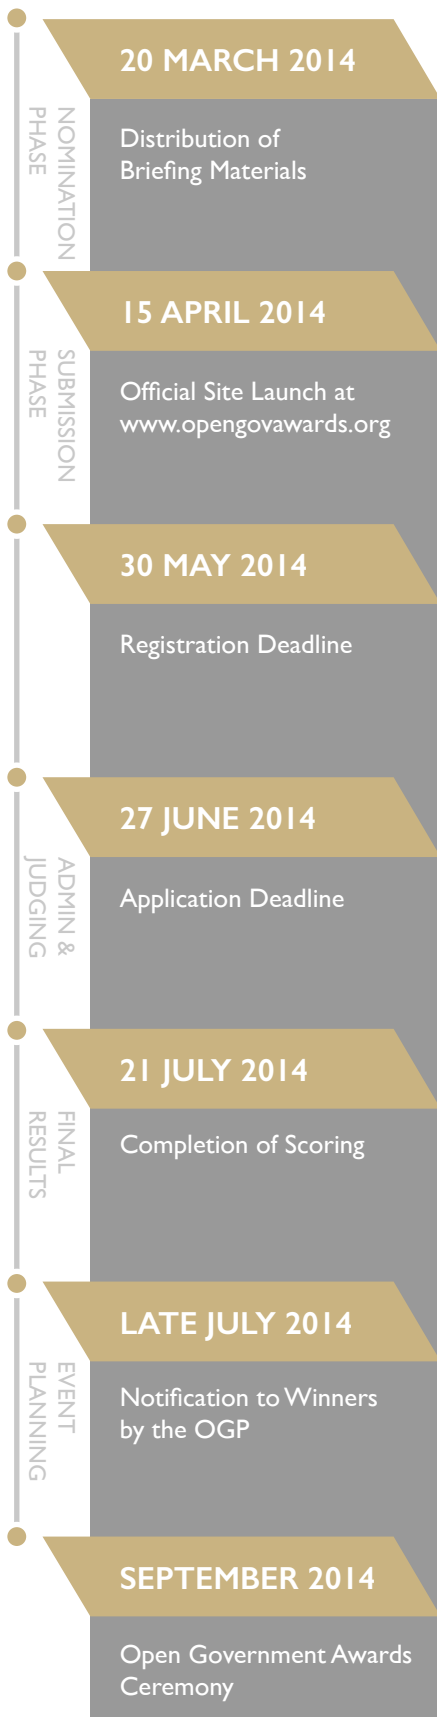 20 MARCH 2014
NOMINATION
PHASE
Distribution of
Briefing Materials
15 APRIL 2014
SUBMISSION
PHASE
Official Site Launch at
www.opengovawards.org
30 MAY 2014
Registration Deadline
27 JUNE 2014
ADMIN &
JUDGING
Application Deadline
21 JULY 2014
FINAL
RESULTS
Completion of Scoring
LATE JULY 2014
EVENT
PLANNING
Notification to Winners
by the OGP
SEPTEMBER 2014
Open Government Awards
Ceremony